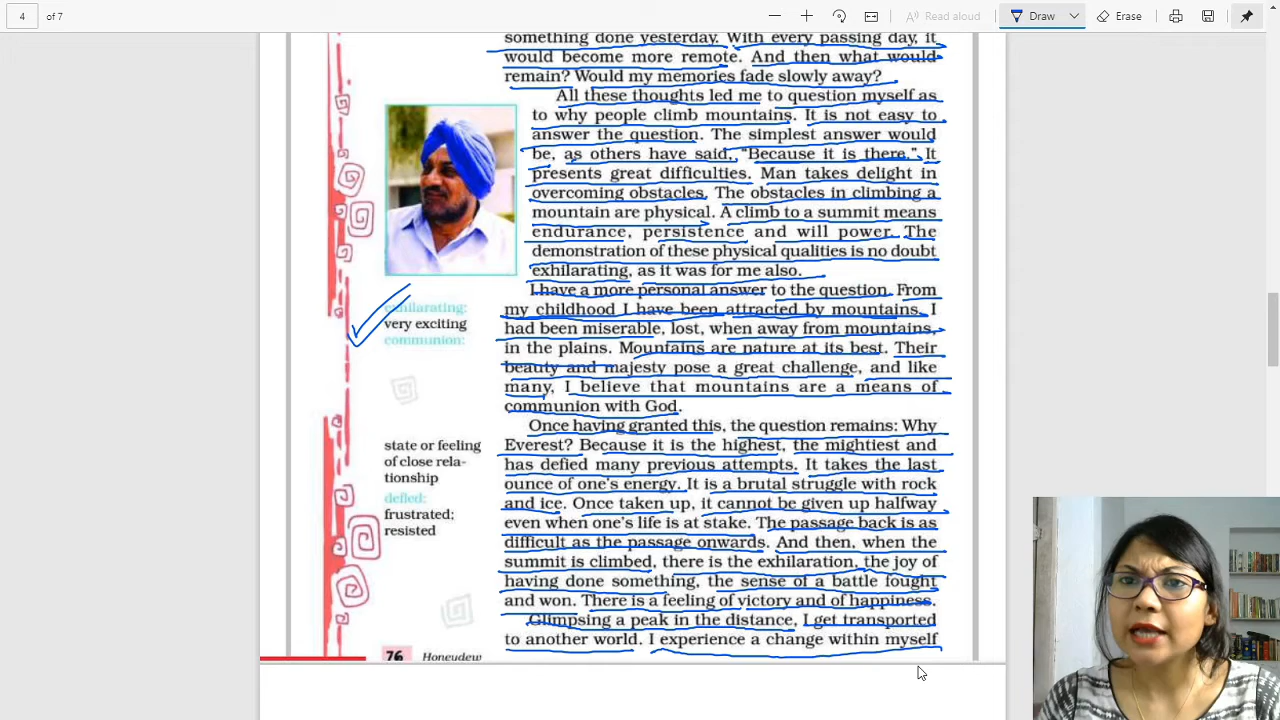 4
of 7
Read aloud
Draw
Erase
something done yesterday. With every passing day, it
would become more remote. And then what would
remain? Would my memories fade slowly away?
All these thoughts led me to question myself as
to why people climb mountains. It is not easy to
answer the question. The simplest answer would
be, as others have said, “Because it is there.” It
presents great difficulties. Man takes delight in
overcoming obstacles. The obstacles in climbing a
mountain are physical. A climb to a summit means
endurance, persistence and will power. The
demonstration of these physical qualities is no doubt
exhilarating, as it was for me also.
I have a more personal answer to the question. From
my childhood I have been attracted by mountains. I
had been miserable, lost, when away from mountains,
in the plains. Mountains are nature at its best. Their
beauty and majesty pose a great challenge, and like
many, I believe that mountains are a means of
communion with God.
Once having granted this, the question remains: Why
Everest? Because it is the highest, the mightiest and
has defied many previous attempts. It takes the last
ounce of one’s energy. It is a brutal struggle with rock
and ice. Once taken up, it cannot be given up halfway
even when one’s life is at stake. The passage back is as
difficult as the passage onwards. And then, when the
summit is climbed, there is the exhilaration, the joy of
having done something, the sense of a battle fought
and won. There is a feeling of victory and of happiness.
Glimpsing a peak in the distance, I get transported
to another world. I experience a change within myself
exhilarating:
very exciting
communion:
state or feeling
of close rela-
tionship
defied:
frustrated;
resisted
76 Honeydew